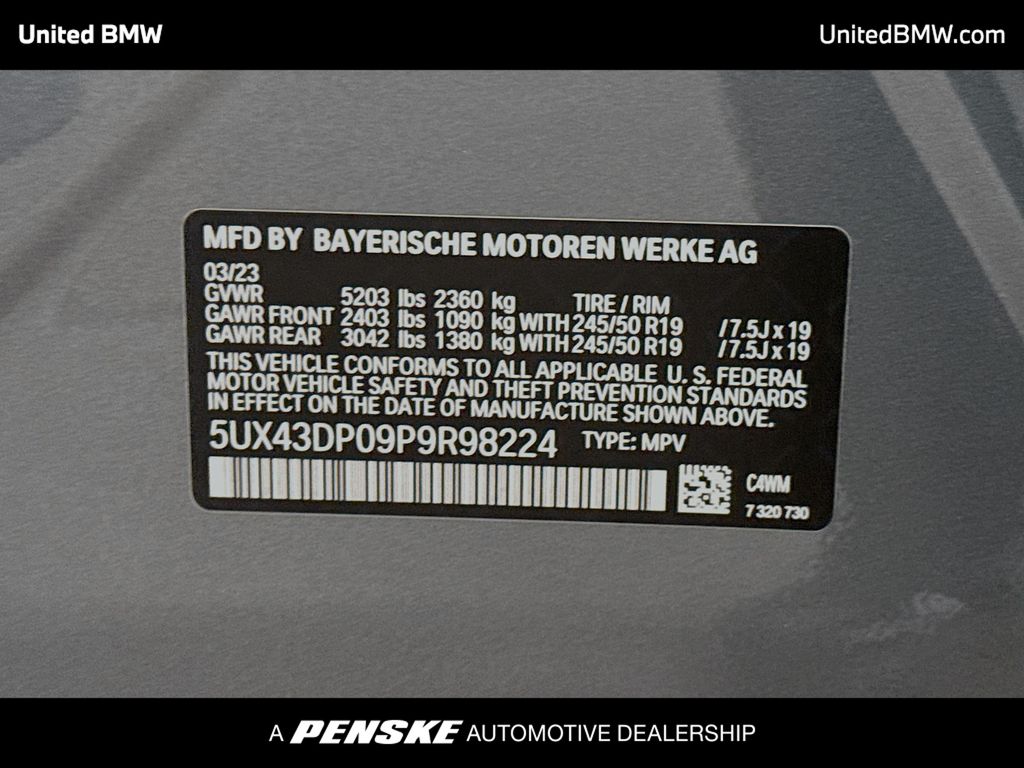 United BMW
UnitedBMW.com
MFD BY BAYERISCHE MOTOREN WERKE AG
03/23
GVWR 5203 lbs 2360 kg TIRE / RIM
GAWR FRONT 2403 lbs 1090 kg WITH 245/50 R19 /7.5J x 19
GAWR REAR 3042 lbs 1380 kg WITH 245/50 R19 /7.5J x 19
THIS VEHICLE CONFORMS TO ALL APPLICABLE U. S. FEDERAL
MOTOR VEHICLE SAFETY AND THEFT PREVENTION STANDARDS
IN EFFECT ON THE DATE OF MANUFACTURE SHOWN ABOVE.
5UX43DP09P9R98224 TYPE: MPV
C4WM
7 320 730
A PENSKE AUTOMOTIVE DEALERSHIP